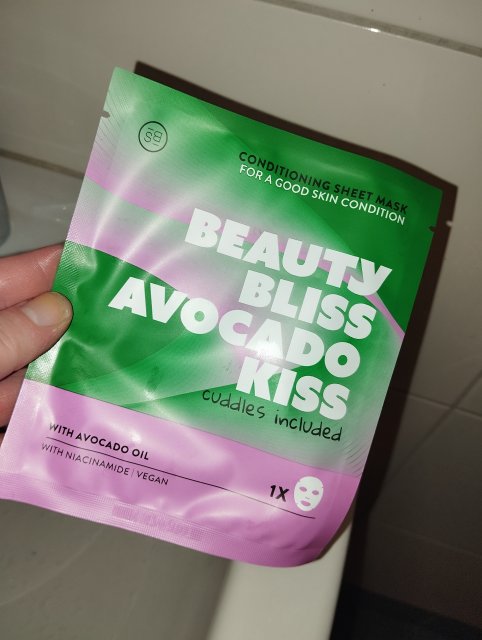 BS
CONDITIONING SHEET MASK
FOR A GOOD SKIN CONDITION
BEAUTY
BLISS
AVOCADO
KISS
cuddles included
WITH AVOCADO OIL
WITH NIACINAMIDE | VEGAN
1X